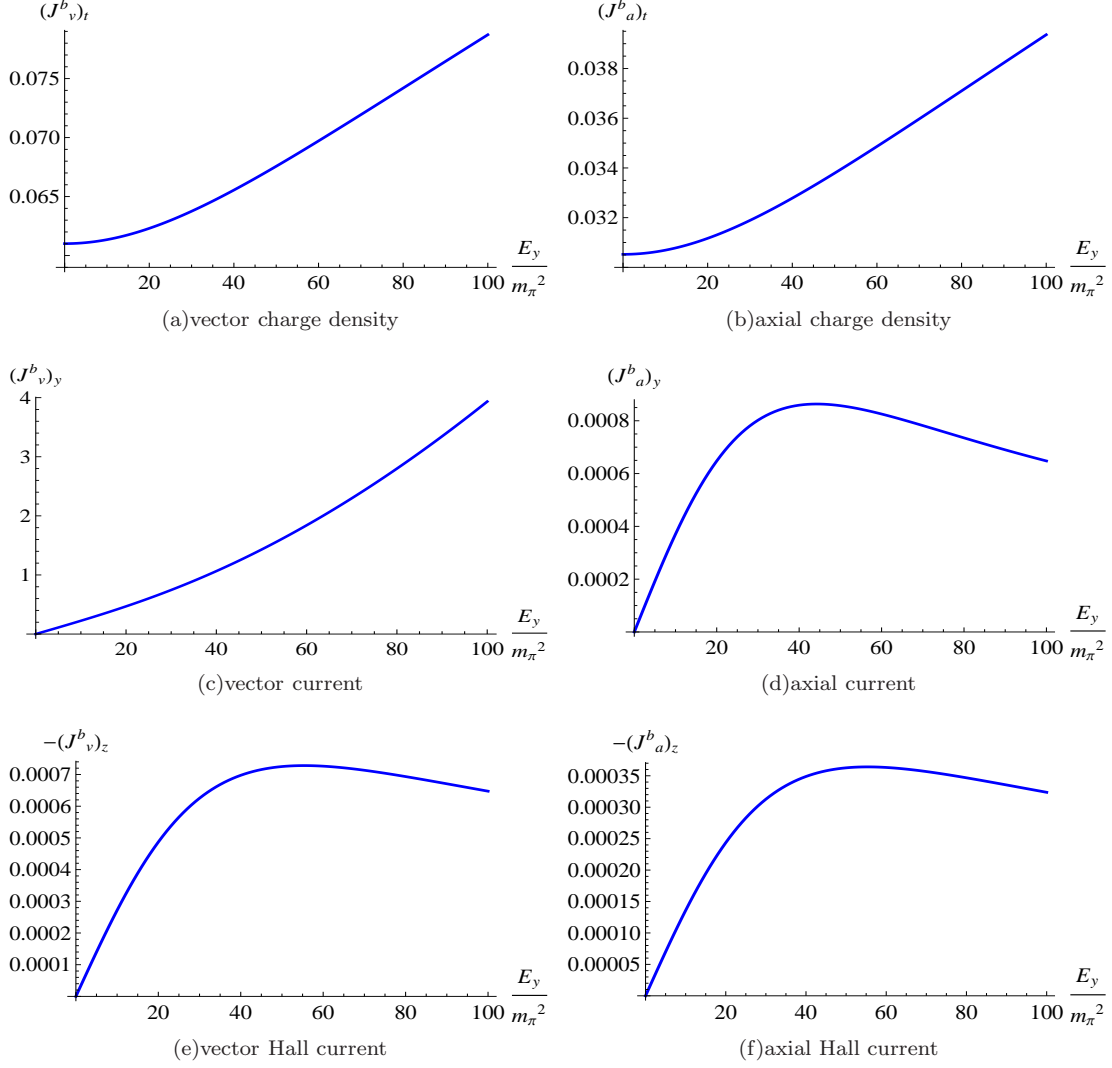 (J^b_v)_t
0.075
0.070
0.065
20 40 60 80 100
E_y
m_π^2
(a)vector charge density
(J^b_a)_t
0.038
0.036
0.034
0.032
20 40 60 80 100
E_y
m_π^2
(b)axial charge density
(J^b_v)_y
4
3
2
1
20 40 60 80 100
E_y
m_π^2
(c)vector current
(J^b_a)_y
0.0008
0.0006
0.0004
0.0002
20 40 60 80 100
E_y
m_π^2
(d)axial current
−(J^b_v)_z
0.0007
0.0006
0.0005
0.0004
0.0003
0.0002
0.0001
20 40 60 80 100
E_y
m_π^2
(e)vector Hall current
−(J^b_a)_z
0.00035
0.00030
0.00025
0.00020
0.00015
0.00010
0.00005
20 40 60 80 100
E_y
m_π^2
(f)axial Hall current